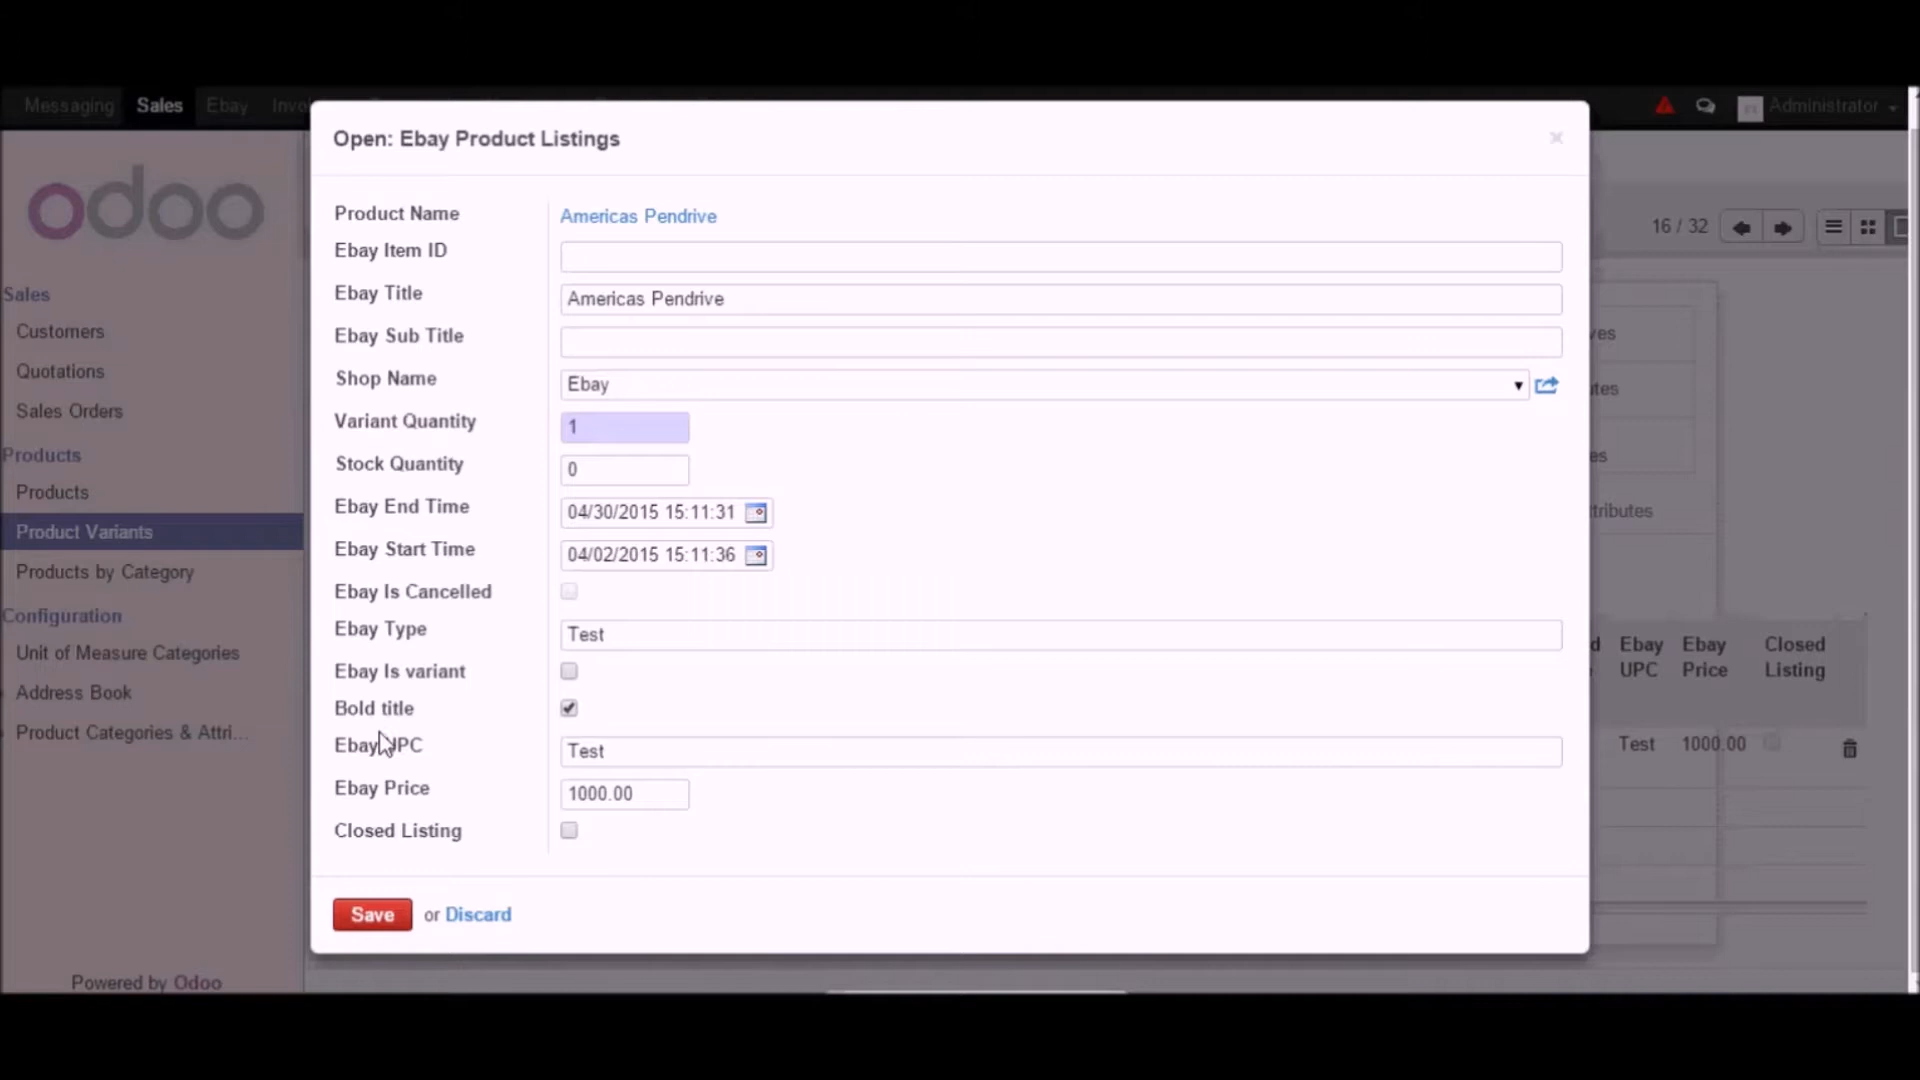 Messaging Sales Ebay Administrator
Open: Ebay Product Listings ×
odoo
Product Name Americas Pendrive
16 / 32
Ebay Item ID
Sales
Ebay Title Americas Pendrive
Customers
Ebay Sub Title
Quotations
Shop Name Ebay
Sales Orders
Variant Quantity 1
Products
Stock Quantity 0
Products
Ebay End Time 04/30/2015 15:11:31
Product Variants
Ebay Start Time 04/02/2015 15:11:36
Products by Category
Ebay Is Cancelled
Configuration
Ebay Type Test
Unit of Measure Categories
Ebay UPC Ebay Price Closed Listing
Ebay Is variant
Address Book
Bold title
Product Categories & Attri...
Ebay UPC Test
Test 1000.00
Ebay Price 1000.00
Closed Listing
Save or Discard
Powered by Odoo